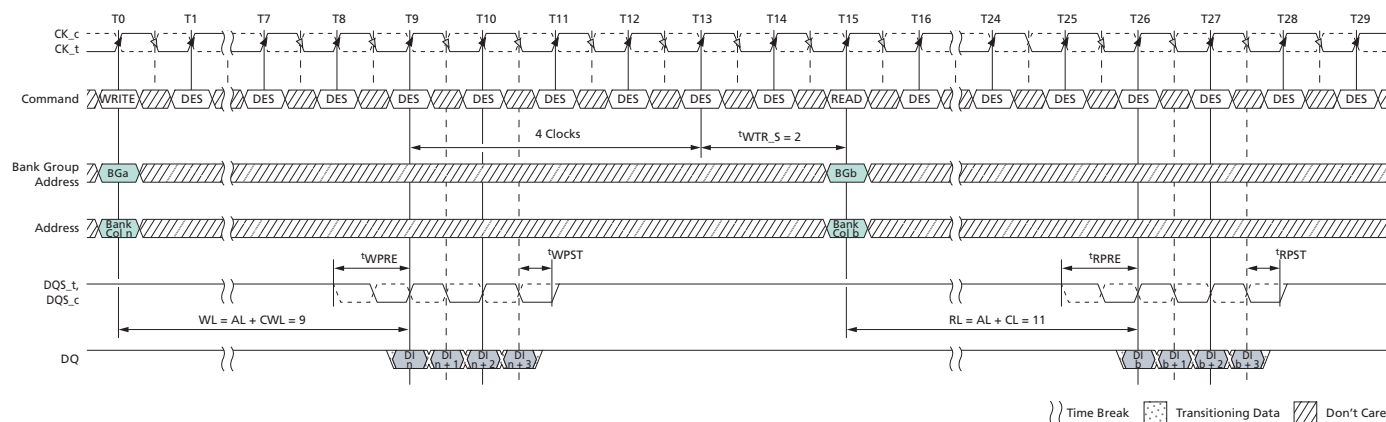 T0 T1 T7 T8 T9 T10 T11 T12 T13 T14 T15 T16 T24 T25 T26 T27 T28 T29
CK_c
CK_t
Command WRITE DES DES DES DES DES DES DES DES DES READ DES DES DES DES DES DES DES
4 Clocks tWTR_S = 2
Bank Group
Address BGa BGb
Address Bank
Col n Bank
Col b
tWPRE tWPST tRPRE tRPST
DQS_t,
DQS_c
WL = AL + CWL = 9 RL = AL + CL = 11
DQ DI
n DI
n + 1 DI
n + 2 DI
n + 3 DI
b DI
b + 1 DI
b + 2 DI
b + 3
Time Break Transitioning Data Don't Care